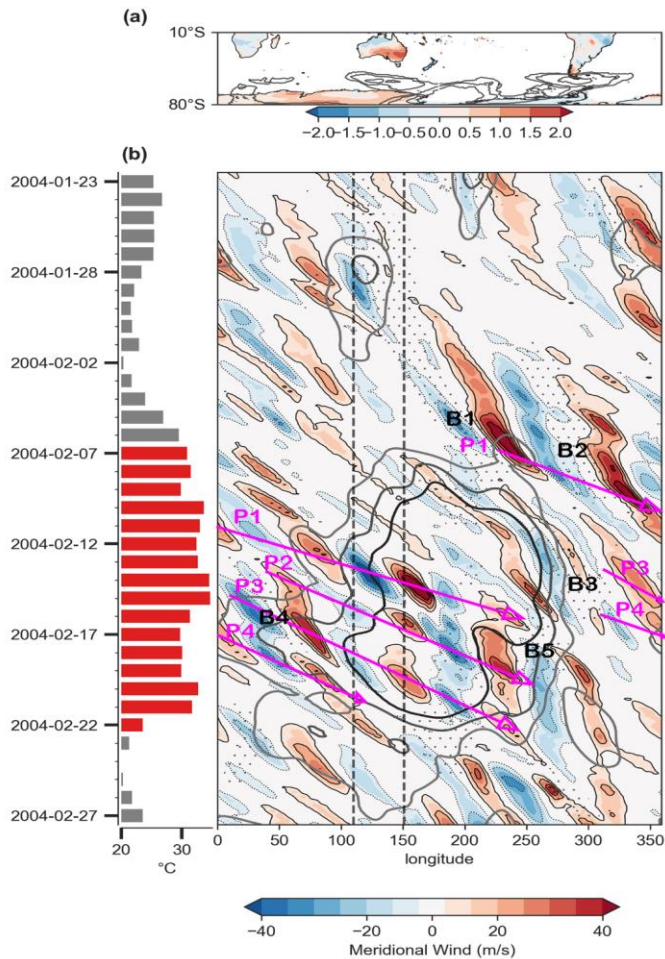 (a)
10°S
80°S
−2.0−1.5−1.0−0.5 0.0 0.5 1.0 1.5 2.0
(b)
2004-01-23
2004-01-28
2004-02-02
2004-02-07
2004-02-12
2004-02-17
2004-02-22
2004-02-27
20 30
°C
B1
P1
B2
P1
P2
P3
P3
B3
P4
B4
P4
B5
0 50 100 150 200 250 300 350
longitude
−40 −20 0 20 40
Meridional Wind (m/s)